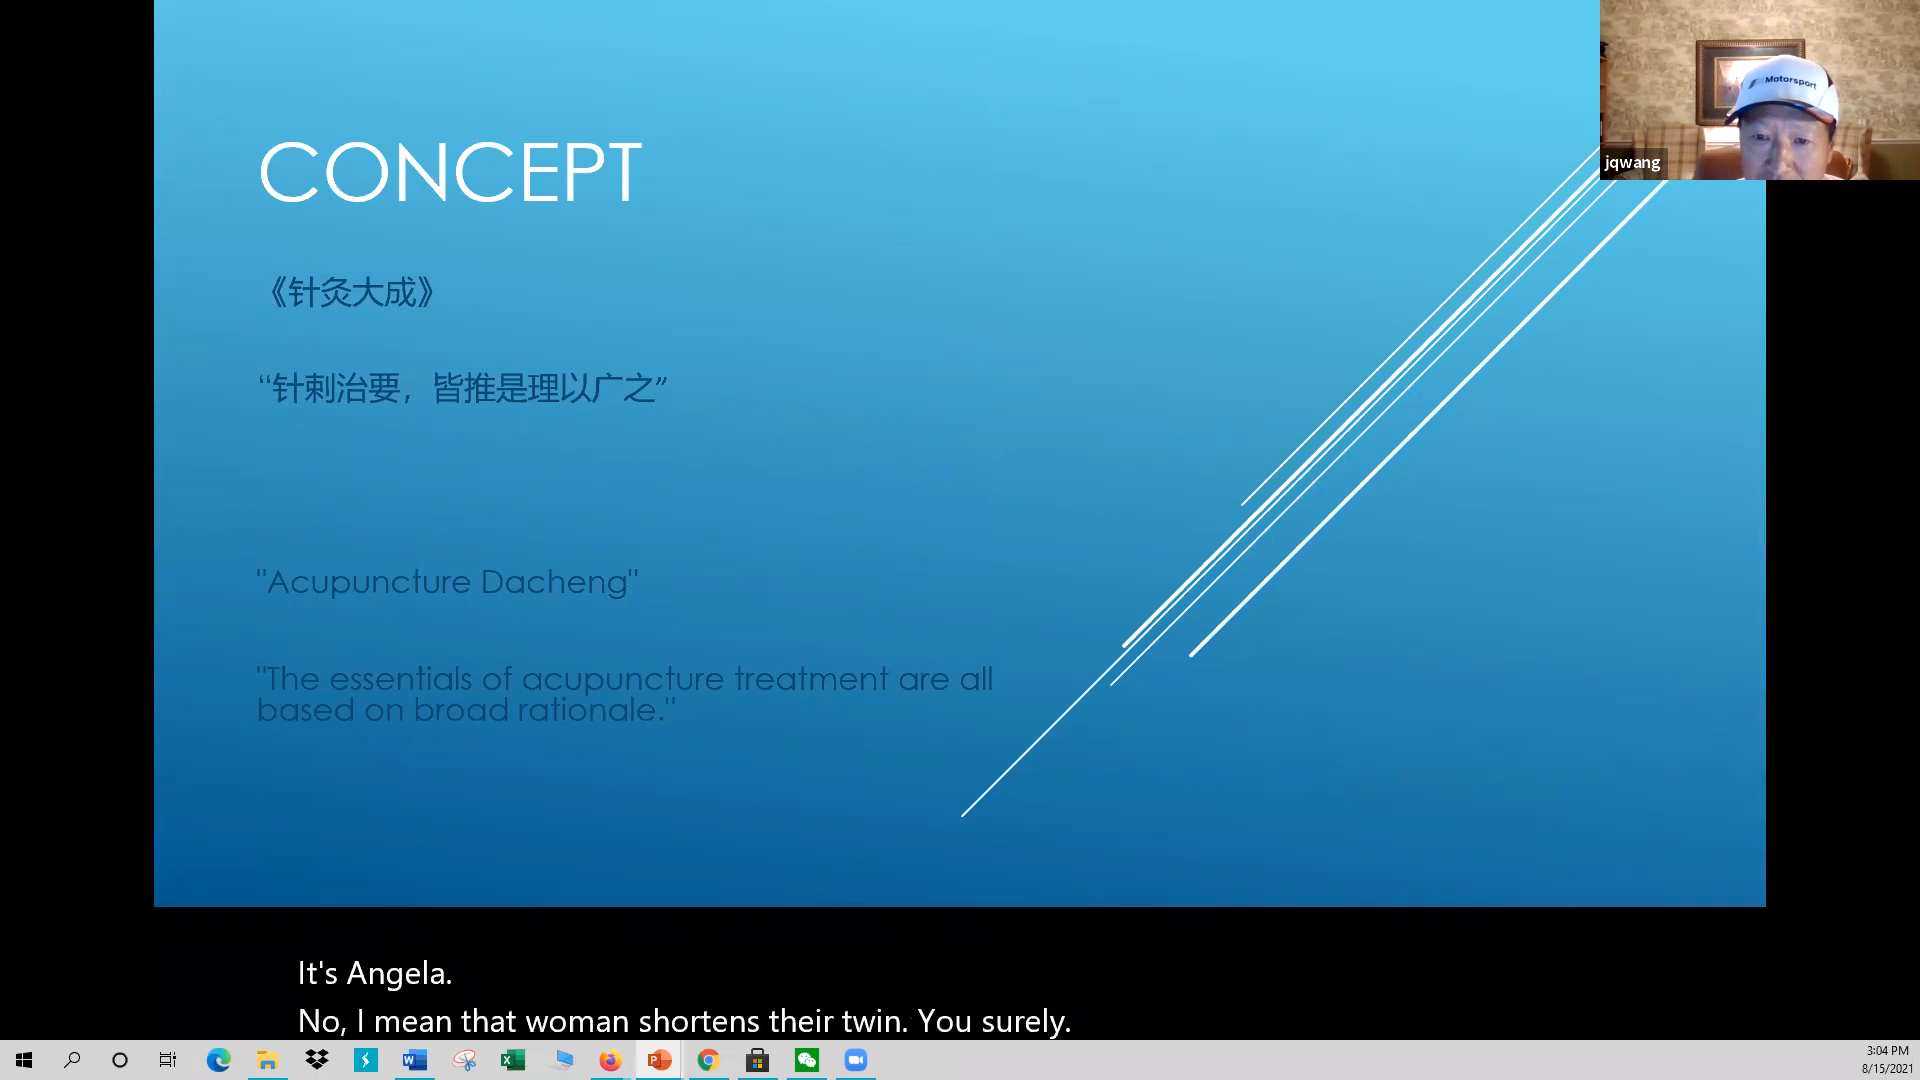 CONCEPT
《针灸大成》
“针刺治要，皆推是理以广之”
"Acupuncture Dacheng"
"The essentials of acupuncture treatment are all
based on broad rationale."
Motorsport
jqwang
It's Angela.
No, I mean that woman shortens their twin. You surely.
3:04 PM
8/15/2021